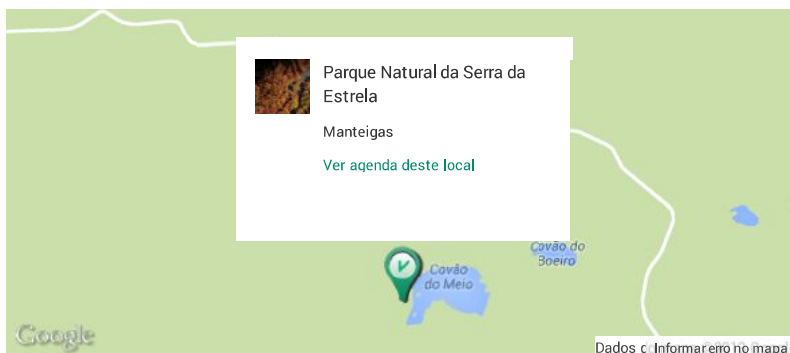 Parque Natural da Serra da
Estrela
Manteigas
Ver agenda deste local
Covão do
Boeiro
Covão
do Meio
Google
Dados
Informar erro no mapa